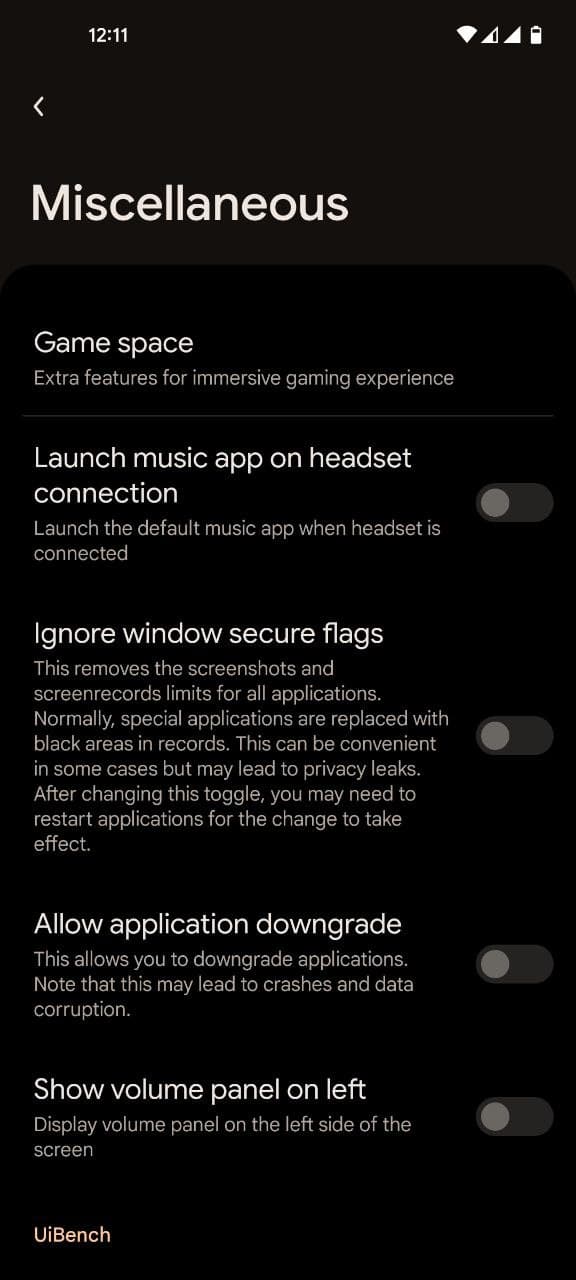 12:11
Miscellaneous
Game space
Extra features for immersive gaming experience
Launch music app on headset
connection
Launch the default music app when headset is
connected
Ignore window secure flags
This removes the screenshots and
screenrecords limits for all applications.
Normally, special applications are replaced with
black areas in records. This can be convenient
in some cases but may lead to privacy leaks.
After changing this toggle, you may need to
restart applications for the change to take
effect.
Allow application downgrade
This allows you to downgrade applications.
Note that this may lead to crashes and data
corruption.
Show volume panel on left
Display volume panel on the left side of the
screen
UiBench